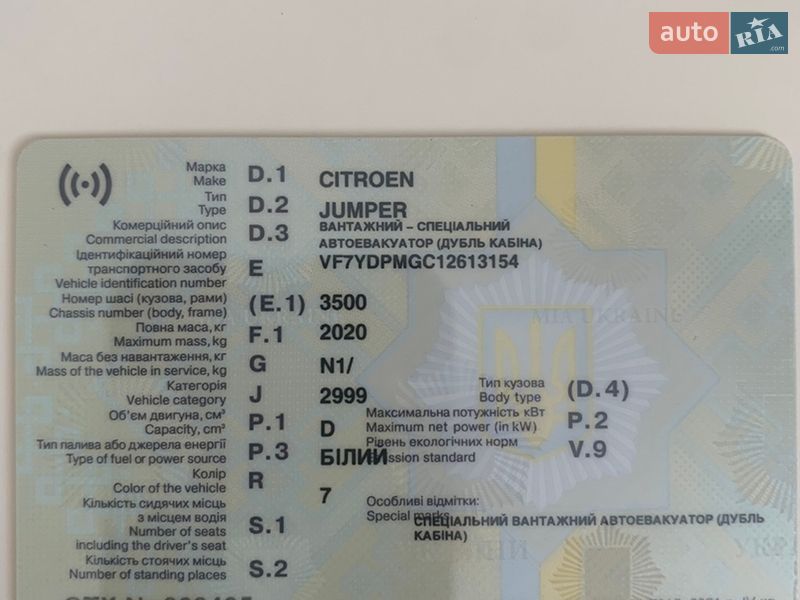 auto RIA .com
Марка
Make D.1 CITROEN
Тип
Type D.2 JUMPER
Комерційний опис
Commercial description D.3 ВАНТАЖНИЙ – СПЕЦІАЛЬНИЙ
АВТОЕВАКУАТОР (ДУБЛЬ КАБІНА)
Ідентифікаційний номер
транспортного засобу
Vehicle identification number E VF7YDPMGC12613154
Номер шасі (кузова, рами)
Chassis number (body, frame) (E.1) 3500
Повна маса, кг
Maximum mass, kg F.1 2020
Маса без навантаження, кг
Mass of the vehicle in service, kg G N1/
Категорія
Vehicle category J 2999
Тип кузова
Body type (D.4)
Об'єм двигуна, см³
Capacity, cm³ P.1 D
Максимальна потужність кВт
Maximum net power (in kW) P.2
Тип палива або джерела енергії
Type of fuel or power source P.3 БІЛИЙ
Рівень екологічних норм
standard V.9
Колір
Color of the vehicle R
7
Кількість сидячих місць
з місцем водія
Number of seats
including the driver's seat S.1
Особливі відмітки:
Special marks
СПЕЦІАЛЬНИЙ ВАНТАЖНИЙ АВТОЕВАКУАТОР (ДУБЛЬ
КАБІНА)
Кількість стоячих місць
Number of standing places S.2
MIA UKRAINE